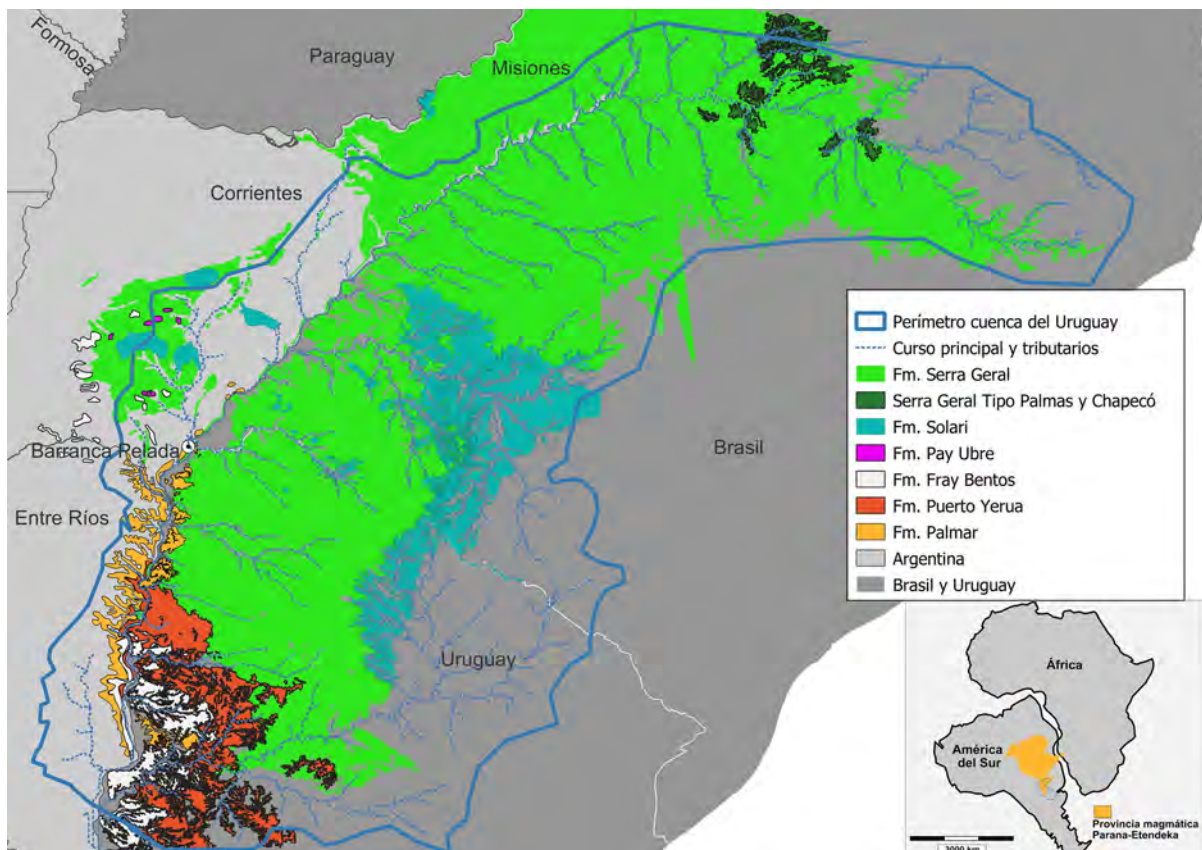 Formosa
Paraguay
Misiones
Corrientes
Barranca Pelada
Entre Ríos
Brasil
Uruguay
Perímetro cuenca del Uruguay
Curso principal y tributarios
Fm. Serra Geral
Serra Geral Tipo Palmas y Chapecó
Fm. Solari
Fm. Pay Ubre
Fm. Fray Bentos
Fm. Puerto Yerua
Fm. Palmar
Argentina
Brasil y Uruguay
África
América
del Sur
Provincia magmática
Parana-Etendeka
3000 km